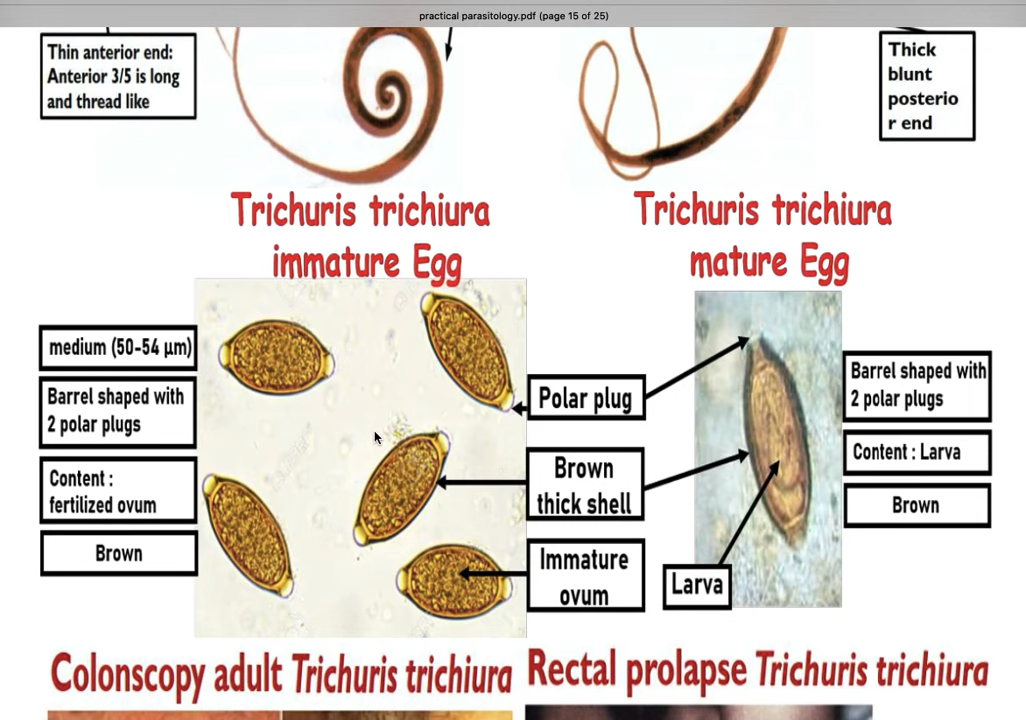 practical parasitology.pdf (page 15 of 25)
Thin anterior end:
Anterior 3/5 is long
and thread like
Thick
blunt
posterio
r end
Trichuris trichiura
immature Egg
Trichuris trichiura
mature Egg
medium (50-54 µm)
Barrel shaped with
2 polar plugs
Content :
fertilized ovum
Brown
Polar plug
Brown
thick shell
Immature
ovum
Larva
Barrel shaped with
2 polar plugs
Content : Larva
Brown
Colonscopy adult Trichuris trichiura
Rectal prolapse Trichuris trichiura